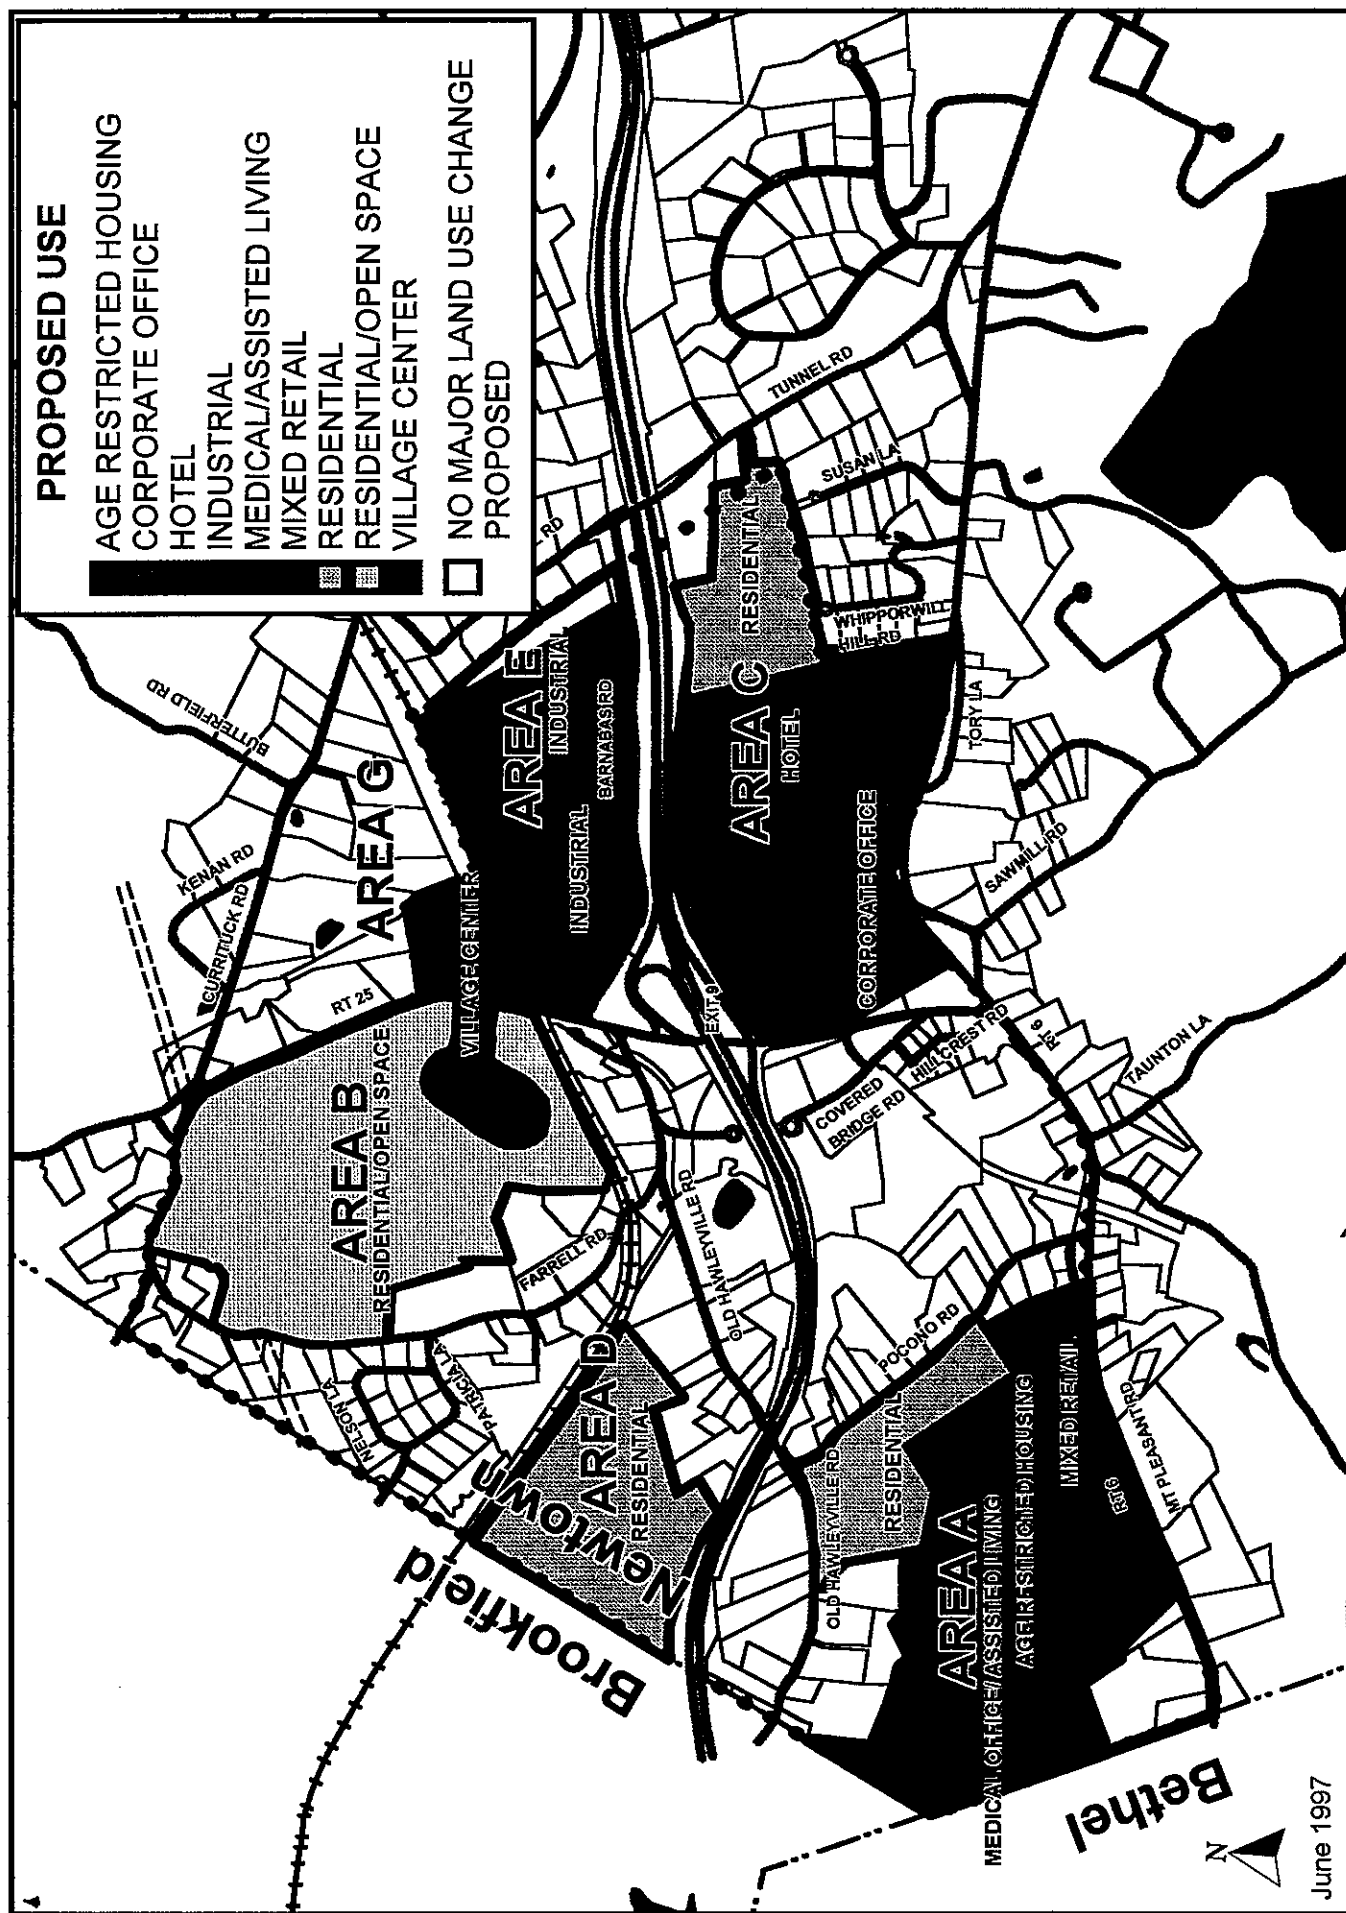 PROPOSED USE
AGE RESTRICTED HOUSING
CORPORATE OFFICE
HOTEL
INDUSTRIAL
MEDICAL/ASSISTED LIVING
MIXED RETAIL
RESIDENTIAL
RESIDENTIAL/OPEN SPACE
VILLAGE CENTER
NO MAJOR LAND USE CHANGE
PROPOSED
BUTTERFIELD RD
KENAN RD
CURRITUCK RD
RT 25
AREA G
RD
AREA E
INDUSTRIAL
INDUSTRIAL
BARNABAS RD
VILLAGE CENTER
AREA B
RESIDENTIAL/OPEN SPACE
FARRELL RD
NELSON LA
PATRICIA LA
Brookfield
Newtown
AREA D
RESIDENTIAL
OLD HAWLEYVILLE RD
EXIT 9
AREA C
RESIDENTIAL
HOTEL
CORPORATE OFFICE
TUNNEL RD
SUSAN LA
WHIPPORWILL
HILL RD
TORY LA
SAWMILL RD
COVERED
BRIDGE RD
HILLCREST RD
RT 6
TAUNTON LA
POCONO RD
OLD HAWLEYVILLE RD
RESIDENTIAL
AREA A
MEDICAL OFFICE/ASSISTED LIVING
AGE RESTRICTED HOUSING
MIXED RETAIL
RT 6
MT PLEASANT RD
Bethel
N
June 1997